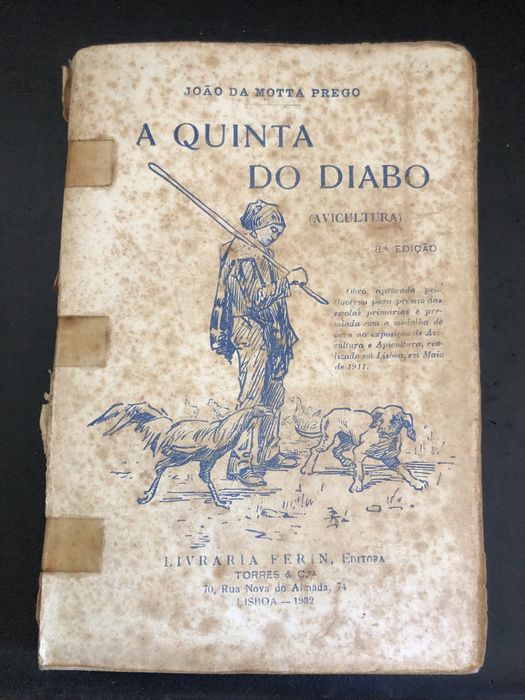 JOÃO DA MOTTA PREGO
A QUINTA
DO DIABO
(AVICULTURA)
8ª EDIÇÃO
Obra aprovada pelo
Govêrno para premio das
escolas primarias e pre-
miada com a medalha de
ouro na exposição de Avi-
cultura e Apicultura, rea-
lizada em Lisboa, em Maio
de 1911.
LIVRARIA FERIN, EDITORA
TORRES & C.ᵀᴬ
70, Rua Nova do Almada, 74
LISBOA — 1932